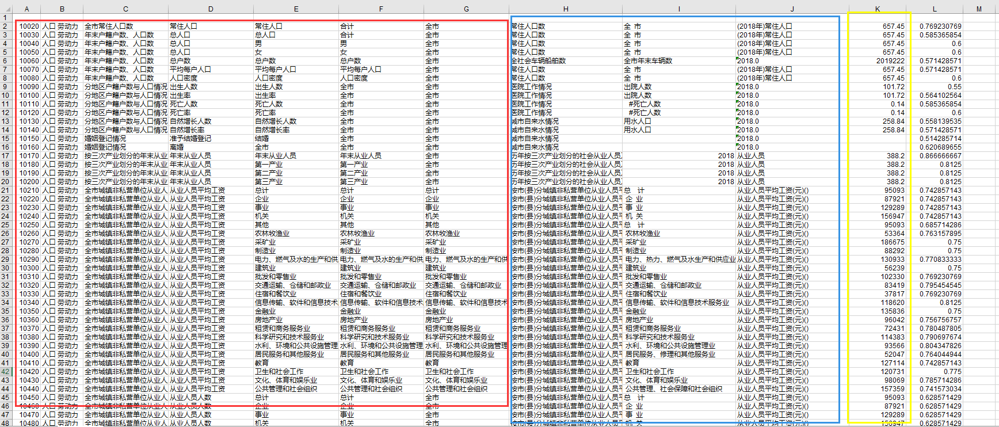 A B C D E F G H I J K L M
1
2 10020 人口 劳动力 全市常住人口数 常住人口 常住人口 合计 全市 常住人口数 全 市 (2018年)常住人口 657.45 0.769230769
3 10030 人口 劳动力 年末户籍户数、人口数 总人口 总人口 合计 全市 常住人口数 全 市 (2018年)常住人口 657.45 0.585365854
4 10040 人口 劳动力 年末户籍户数、人口数 总人口 男 男 全市 常住人口数 全 市 (2018年)常住人口 657.45 0.6
5 10050 人口 劳动力 年末户籍户数、人口数 总人口 女 女 全市 常住人口数 全 市 (2018年)常住人口 657.45 0.6
6 10060 人口 劳动力 年末户籍户数、人口数 总户数 总户数 总户数 全市 全社会车辆船舶数 全市年末车辆数 2018.0 2019222 0.571428571
7 10070 人口 劳动力 年末户籍户数、人口数 平均每户人口 平均每户人口 平均每户人口 全市 常住人口数 全 市 (2018年)常住人口 657.45 0.571428571
8 10080 人口 劳动力 年末户籍户数、人口数 人口密度 人口密度 人口密度 全市 常住人口数 全 市 (2018年)常住人口 657.45 0.6
9 10090 人口 劳动力 分地区户籍户数与人口情况 出生人数 出生人数 全市 全市 医院工作情况 出院人数 2018.0 101.72 0.55
10 10100 人口 劳动力 分地区户籍户数与人口情况 出生率 出生率 全市 全市 医院工作情况 出院人数 2018.0 101.72 0.564102564
11 10110 人口 劳动力 分地区户籍户数与人口情况 死亡人数 死亡人数 全市 全市 医院工作情况 #死亡人数 2018.0 0.14 0.585365854
12 10120 人口 劳动力 分地区户籍户数与人口情况 死亡率 死亡率 全市 全市 医院工作情况 #死亡人数 2018.0 0.14 0.6
13 10130 人口 劳动力 分地区户籍户数与人口情况 自然增长人数 自然增长人数 全市 全市 城市自来水情况 用水人口 2018.0 258.84 0.558139535
14 10140 人口 劳动力 分地区户籍户数与人口情况 自然增长率 自然增长率 全市 全市 城市自来水情况 用水人口 2018.0 258.84 0.571428571
15 10150 人口 劳动力 婚姻登记情况 准予结婚登记 结婚 全市 全市 城市自来水情况 2018.0 0.514285714
16 10160 人口 劳动力 婚姻登记情况 离婚 全市 全市 全市 城市自来水情况 2018.0 0.620689655
17 10170 人口 劳动力 按三次产业划分的年末从业 年末从业人员 年末从业人员 年末从业人员 全市 历年按三次产业划分的社会从业人员 2018 从业人员 388.2 0.866666667
18 10180 人口 劳动力 按三次产业划分的年末从业 年末从业人员 第一产业 第一产业 全市 历年按三次产业划分的社会从业人员 2018 从业人员 388.2 0.8125
19 10190 人口 劳动力 按三次产业划分的年末从业 年末从业人员 第二产业 第二产业 全市 历年按三次产业划分的社会从业人员 2018 从业人员 388.2 0.8125
20 10200 人口 劳动力 按三次产业划分的年末从业 年末从业人员 第三产业 第三产业 全市 历年按三次产业划分的社会从业人员 2018 从业人员 388.2 0.8125
21 10210 人口 劳动力 全市城镇非私营单位从业人 从业人员平均工资 总计 总计 总计 按市(县)分城镇非私营单位从业人员平 总 计 从业人员平均工资(元)() 95093 0.742857143
22 10220 人口 劳动力 全市城镇非私营单位从业人 从业人员平均工资 企业 企业 企业 按市(县)分城镇非私营单位从业人员平 企 业 从业人员平均工资(元)() 87921 0.742857143
23 10230 人口 劳动力 全市城镇非私营单位从业人 从业人员平均工资 事业 事业 事业 按市(县)分城镇非私营单位从业人员平 事 业 从业人员平均工资(元)() 129289 0.742857143
24 10240 人口 劳动力 全市城镇非私营单位从业人 从业人员平均工资 机关 机关 机关 按市(县)分城镇非私营单位从业人员平 机 关 从业人员平均工资(元)() 156947 0.742857143
25 10250 人口 劳动力 全市城镇非私营单位从业人 从业人员平均工资 其他 其他 其他 按市(县)分城镇非私营单位从业人员平 总 计 从业人员平均工资(元)() 95093 0.685714286
26 10260 人口 劳动力 全市城镇非私营单位从业人 从业人员平均工资 农林牧渔业 农林牧渔业 农林牧渔业 按市(县)分城镇非私营单位从业人员平 农林牧渔业 从业人员平均工资(元)() 53364 0.763157895
27 10270 人口 劳动力 全市城镇非私营单位从业人 从业人员平均工资 采矿业 采矿业 采矿业 按市(县)分城镇非私营单位从业人员平 采矿业 从业人员平均工资(元)() 186675 0.75
28 10280 人口 劳动力 全市城镇非私营单位从业人 从业人员平均工资 制造业 制造业 制造业 按市(县)分城镇非私营单位从业人员平 制造业 从业人员平均工资(元)() 88292 0.75
29 10290 人口 劳动力 全市城镇非私营单位从业人 从业人员平均工资 电力、燃气及水的生产和供 电力、燃气及水的生产和供 电力、燃气及水的生产和供 按市(县)分城镇非私营单位从业人员平 电力、热力、燃气及水生产和供应业 从业人员平均工资(元)() 130933 0.770833333
30 10300 人口 劳动力 全市城镇非私营单位从业人 从业人员平均工资 建筑业 建筑业 建筑业 按市(县)分城镇非私营单位从业人员平 建筑业 从业人员平均工资(元)() 56239 0.75
31 10310 人口 劳动力 全市城镇非私营单位从业人 从业人员平均工资 批发和零售业 批发和零售业 批发和零售业 按市(县)分城镇非私营单位从业人员平 批发和零售业 从业人员平均工资(元)() 102330 0.769230769
32 10320 人口 劳动力 全市城镇非私营单位从业人 从业人员平均工资 交通运输、仓储和邮政业 交通运输、仓储和邮政业 交通运输、仓储和邮政业 按市(县)分城镇非私营单位从业人员平 交通运输、仓储和邮政业 从业人员平均工资(元)() 83419 0.795454545
33 10330 人口 劳动力 全市城镇非私营单位从业人 从业人员平均工资 住宿和餐饮业 住宿和餐饮业 住宿和餐饮业 按市(县)分城镇非私营单位从业人员平 住宿和餐饮业 从业人员平均工资(元)() 37817 0.769230769
34 10340 人口 劳动力 全市城镇非私营单位从业人 从业人员平均工资 信息传输、软件和信息技术 信息传输、软件和信息技术 信息传输、软件和信息技术 按市(县)分城镇非私营单位从业人员平 信息传输、软件和信息技术服务业 从业人员平均工资(元)() 118620 0.8125
35 10350 人口 劳动力 全市城镇非私营单位从业人 从业人员平均工资 金融业 金融业 金融业 按市(县)分城镇非私营单位从业人员平 金融业 从业人员平均工资(元)() 135836 0.75
36 10360 人口 劳动力 全市城镇非私营单位从业人 从业人员平均工资 房地产业 房地产业 房地产业 按市(县)分城镇非私营单位从业人员平 房地产业 从业人员平均工资(元)() 96042 0.756756757
37 10370 人口 劳动力 全市城镇非私营单位从业人 从业人员平均工资 租赁和商务服务业 租赁和商务服务业 租赁和商务服务业 按市(县)分城镇非私营单位从业人员平 租赁和商务服务业 从业人员平均工资(元)() 72431 0.780487805
38 10380 人口 劳动力 全市城镇非私营单位从业人 从业人员平均工资 科学研究和技术服务业 科学研究和技术服务业 科学研究和技术服务业 按市(县)分城镇非私营单位从业人员平 科学研究和技术服务业 从业人员平均工资(元)() 114383 0.790697674
39 10390 人口 劳动力 全市城镇非私营单位从业人 从业人员平均工资 水利、环境和公共设施管理 水利、环境和公共设施管理 水利、环境和公共设施管理 按市(县)分城镇非私营单位从业人员平 水利、环境和公共设施管理业 从业人员平均工资(元)() 93566 0.804347826
40 10400 人口 劳动力 全市城镇非私营单位从业人 从业人员平均工资 居民服务和其他服务业 居民服务和其他服务业 居民服务和其他服务业 按市(县)分城镇非私营单位从业人员平 居民服务、修理和其他服务业 从业人员平均工资(元)() 52047 0.764044944
41 10410 人口 劳动力 全市城镇非私营单位从业人 从业人员平均工资 教育 教育 教育 按市(县)分城镇非私营单位从业人员平 教育 从业人员平均工资(元)() 127114 0.742857143
42 10420 人口 劳动力 全市城镇非私营单位从业人 从业人员平均工资 卫生和社会工作 卫生和社会工作 卫生和社会工作 按市(县)分城镇非私营单位从业人员平 卫生和社会工作 从业人员平均工资(元)() 120731 0.775
43 10430 人口 劳动力 全市城镇非私营单位从业人 从业人员平均工资 文化、体育和娱乐业 文化、体育和娱乐业 文化、体育和娱乐业 按市(县)分城镇非私营单位从业人员平 文化、体育和娱乐业 从业人员平均工资(元)() 98069 0.785714286
44 10440 人口 劳动力 全市城镇非私营单位从业人 从业人员平均工资 公共管理和社会组织 公共管理和社会组织 公共管理和社会组织 按市(县)分城镇非私营单位从业人员平 公共管理、社会保障和社会组织 从业人员平均工资(元)() 157359 0.741573034
45 10450 人口 劳动力 全市城镇非私营单位从业人 从业人员人数 总计 总计 全市 按市(县)分城镇非私营单位从业人员平 总 计 从业人员平均工资(元)() 95093 0.628571429
46 10460 人口 劳动力 全市城镇非私营单位从业人 从业人员人数 企业 企业 全市 按市(县)分城镇非私营单位从业人员平 企 业 从业人员平均工资(元)() 87921 0.628571429
47 10470 人口 劳动力 全市城镇非私营单位从业人 从业人员人数 事业 事业 全市 按市(县)分城镇非私营单位从业人员平 事 业 从业人员平均工资(元)() 129289 0.628571429
48 10480 人口 劳动力 全市城镇非私营单位从业人 从业人员人数 机关 机关 全市 按市(县)分城镇非私营单位从业人员平 机 关 从业人员平均工资(元)() 156947 0.628571429